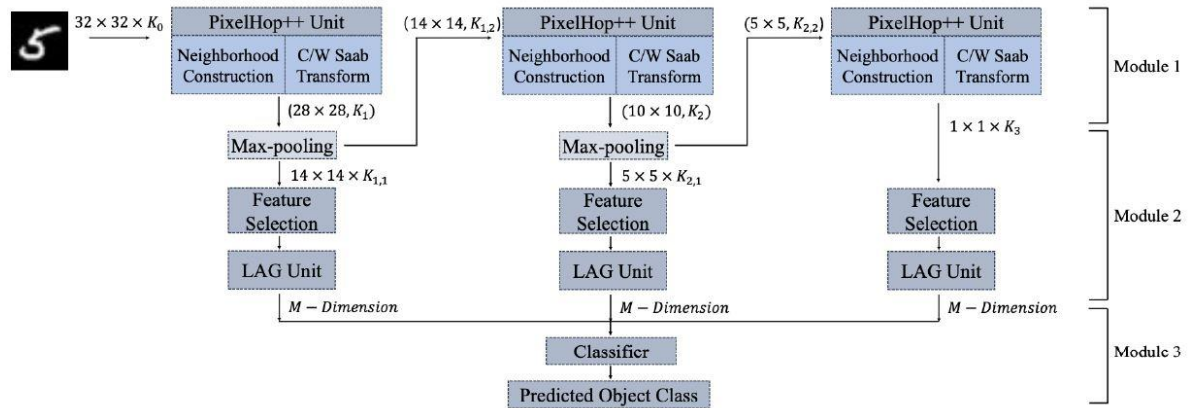 32 × 32 × K₀
PixelHop++ Unit
Neighborhood Construction
C/W Saab Transform
(28 × 28, K₁)
Max-pooling
14 × 14 × K₁,₁
Feature Selection
LAG Unit
M − Dimension
(14 × 14, K₁,₂)
PixelHop++ Unit
Neighborhood Construction
C/W Saab Transform
(10 × 10, K₂)
Max-pooling
5 × 5 × K₂,₁
Feature Selection
LAG Unit
M − Dimension
(5 × 5, K₂,₂)
PixelHop++ Unit
Neighborhood Construction
C/W Saab Transform
1 × 1 × K₃
Feature Selection
LAG Unit
M − Dimension
Classifier
Predicted Object Class
Module 1
Module 2
Module 3
5